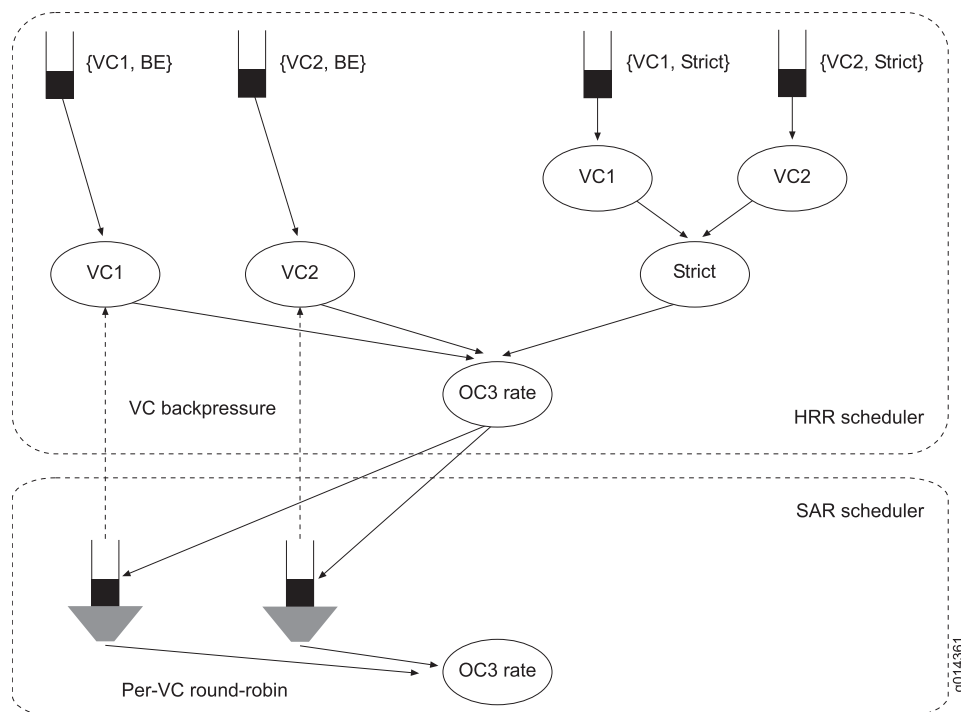 {VC1, BE}
{VC2, BE}
{VC1, Strict}
{VC2, Strict}
VC1
VC2
VC1
VC2
Strict
OC3 rate
VC backpressure
HRR scheduler
SAR scheduler
OC3 rate
Per-VC round-robin
g014361